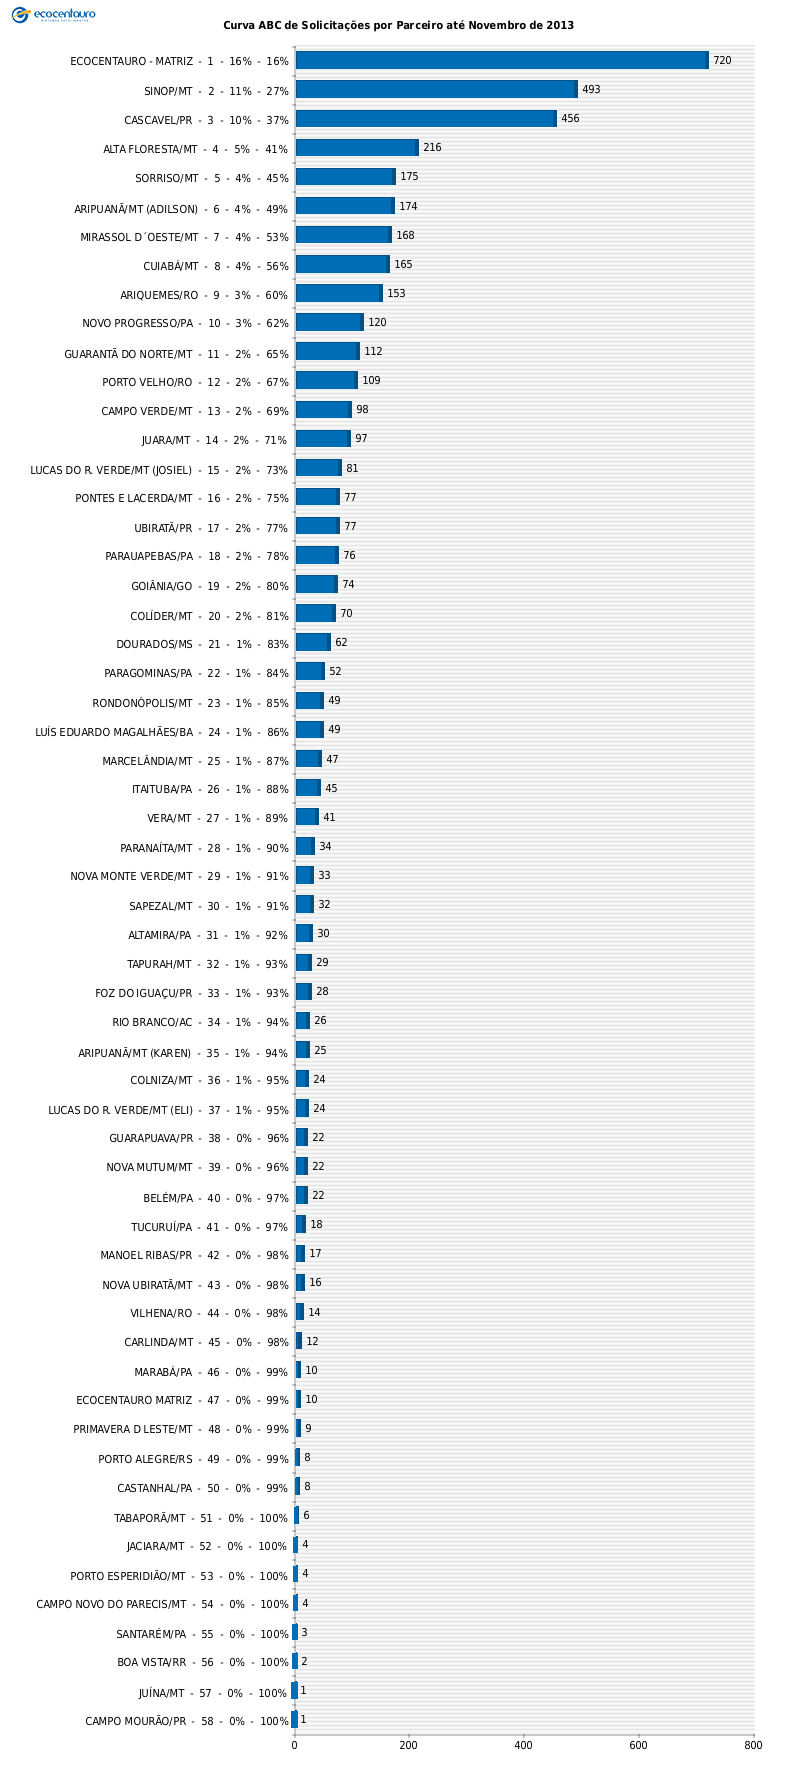 ecocentauro
Curva ABC de Solicitações por Parceiro até Novembro de 2013
ECOCENTAURO - MATRIZ - 1 - 16% - 16% 720
SINOP/MT - 2 - 11% - 27% 493
CASCAVEL/PR - 3 - 10% - 37% 456
ALTA FLORESTA/MT - 4 - 5% - 41% 216
SORRISO/MT - 5 - 4% - 45% 175
ARIPUANÃ/MT (ADILSON) - 6 - 4% - 49% 174
MIRASSOL D´OESTE/MT - 7 - 4% - 53% 168
CUIABÁ/MT - 8 - 4% - 56% 165
ARIQUEMES/RO - 9 - 3% - 60% 153
NOVO PROGRESSO/PA - 10 - 3% - 62% 120
GUARANTÃ DO NORTE/MT - 11 - 2% - 65% 112
PORTO VELHO/RO - 12 - 2% - 67% 109
CAMPO VERDE/MT - 13 - 2% - 69% 98
JUARA/MT - 14 - 2% - 71% 97
LUCAS DO R. VERDE/MT (JOSIEL) - 15 - 2% - 73% 81
PONTES E LACERDA/MT - 16 - 2% - 75% 77
UBIRATÃ/PR - 17 - 2% - 77% 77
PARAUAPEBAS/PA - 18 - 2% - 78% 76
GOIÂNIA/GO - 19 - 2% - 80% 74
COLÍDER/MT - 20 - 2% - 81% 70
DOURADOS/MS - 21 - 1% - 83% 62
PARAGOMINAS/PA - 22 - 1% - 84% 52
RONDONÓPOLIS/MT - 23 - 1% - 85% 49
LUÍS EDUARDO MAGALHÃES/BA - 24 - 1% - 86% 49
MARCELÂNDIA/MT - 25 - 1% - 87% 47
ITAITUBA/PA - 26 - 1% - 88% 45
VERA/MT - 27 - 1% - 89% 41
PARANAÍTA/MT - 28 - 1% - 90% 34
NOVA MONTE VERDE/MT - 29 - 1% - 91% 33
SAPEZAL/MT - 30 - 1% - 91% 32
ALTAMIRA/PA - 31 - 1% - 92% 30
TAPURAH/MT - 32 - 1% - 93% 29
FOZ DO IGUAÇU/PR - 33 - 1% - 93% 28
RIO BRANCO/AC - 34 - 1% - 94% 26
ARIPUANÃ/MT (KAREN) - 35 - 1% - 94% 25
COLNIZA/MT - 36 - 1% - 95% 24
LUCAS DO R. VERDE/MT (ELI) - 37 - 1% - 95% 24
GUARAPUAVA/PR - 38 - 0% - 96% 22
NOVA MUTUM/MT - 39 - 0% - 96% 22
BELÉM/PA - 40 - 0% - 97% 22
TUCURUÍ/PA - 41 - 0% - 97% 18
MANOEL RIBAS/PR - 42 - 0% - 98% 17
NOVA UBIRATÃ/MT - 43 - 0% - 98% 16
VILHENA/RO - 44 - 0% - 98% 14
CARLINDA/MT - 45 - 0% - 98% 12
MARABÁ/PA - 46 - 0% - 99% 10
ECOCENTAURO MATRIZ - 47 - 0% - 99% 10
PRIMAVERA D LESTE/MT - 48 - 0% - 99% 9
PORTO ALEGRE/RS - 49 - 0% - 99% 8
CASTANHAL/PA - 50 - 0% - 99% 8
TABAPORÃ/MT - 51 - 0% - 100% 6
JACIARA/MT - 52 - 0% - 100% 4
PORTO ESPERIDIÃO/MT - 53 - 0% - 100% 4
CAMPO NOVO DO PARECIS/MT - 54 - 0% - 100% 4
SANTARÉM/PA - 55 - 0% - 100% 3
BOA VISTA/RR - 56 - 0% - 100% 2
JUÍNA/MT - 57 - 0% - 100% 1
CAMPO MOURÃO/PR - 58 - 0% - 100% 1
0 200 400 600 800